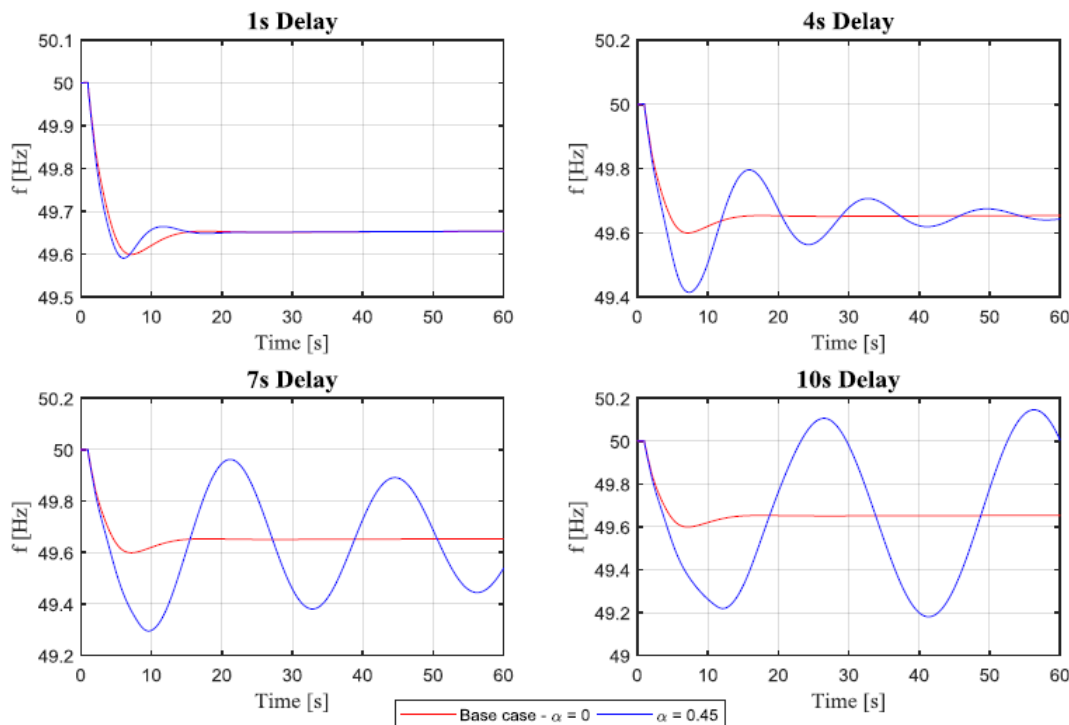 1s Delay
50.1
50
49.9
49.8
49.7
49.6
49.5
f [Hz]
0 10 20 30 40 50 60
Time [s]
4s Delay
50.2
50
49.8
49.6
49.4
f [Hz]
0 10 20 30 40 50 60
Time [s]
7s Delay
50.2
50
49.8
49.6
49.4
49.2
f [Hz]
0 10 20 30 40 50 60
Time [s]
10s Delay
50.2
50
49.8
49.6
49.4
49.2
49
f [Hz]
0 10 20 30 40 50 60
Time [s]
Base case - α = 0 α = 0.45